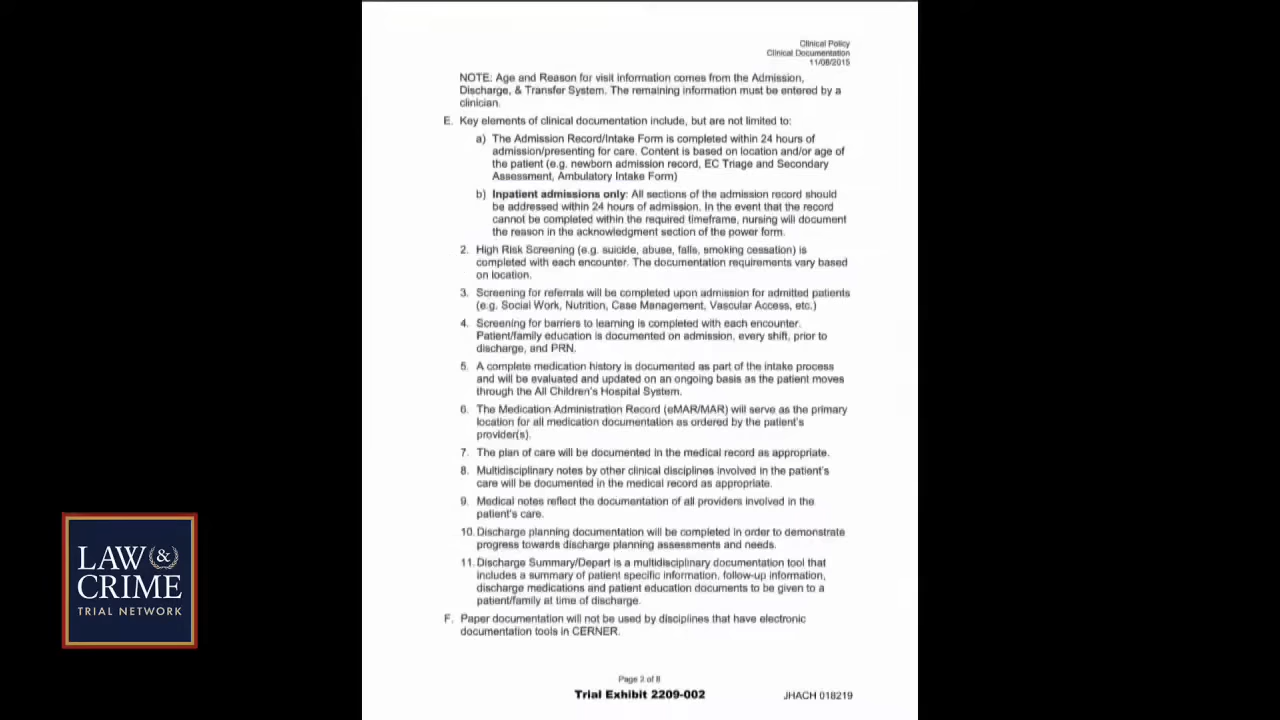 Clinical Policy
Clinical Documentation
11/08/2015
NOTE: Age and Reason for visit information comes from the Admission,
Discharge, & Transfer System. The remaining information must be entered by a
clinician.
E. Key elements of clinical documentation include, but are not limited to:
a) The Admission Record/Intake Form is completed within 24 hours of
admission/presenting for care. Content is based on location and/or age of
the patient (e.g. newborn admission record, EC Triage and Secondary
Assessment, Ambulatory Intake Form)
b) Inpatient admissions only: All sections of the admission record should
be addressed within 24 hours of admission. In the event that the record
cannot be completed within the required timeframe, nursing will document
the reason in the acknowledgment section of the power form.
2. High Risk Screening (e.g. suicide, abuse, falls, smoking cessation) is
completed with each encounter. The documentation requirements vary based
on location.
3. Screening for referrals will be completed upon admission for admitted patients
(e.g. Social Work, Nutrition, Case Management, Vascular Access, etc.)
4. Screening for barriers to learning is completed with each encounter.
Patient/family education is documented on admission, every shift, prior to
discharge, and PRN.
5. A complete medication history is documented as part of the intake process
and will be evaluated and updated on an ongoing basis as the patient moves
through the All Children's Hospital System.
6. The Medication Administration Record (eMAR/MAR) will serve as the primary
location for all medication documentation as ordered by the patient's
provider(s).
7. The plan of care will be documented in the medical record as appropriate.
8. Multidisciplinary notes by other clinical disciplines involved in the patient's
care will be documented in the medical record as appropriate.
9. Medical notes reflect the documentation of all providers involved in the
patient's care.
10. Discharge planning documentation will be completed in order to demonstrate
progress towards discharge planning assessments and needs.
11. Discharge Summary/Depart is a multidisciplinary documentation tool that
includes a summary of patient specific information, follow-up information,
discharge medications and patient education documents to be given to a
patient/family at time of discharge.
F. Paper documentation will not be used by disciplines that have electronic
documentation tools in CERNER.
Page 2 of 8
Trial Exhibit 2209-002
JHACH 018219
LAW &
CRIME
TRIAL NETWORK